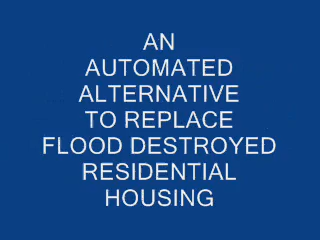 AN
AUTOMATED
ALTERNATIVE
TO REPLACE
FLOOD DESTROYED
RESIDENTIAL
HOUSING